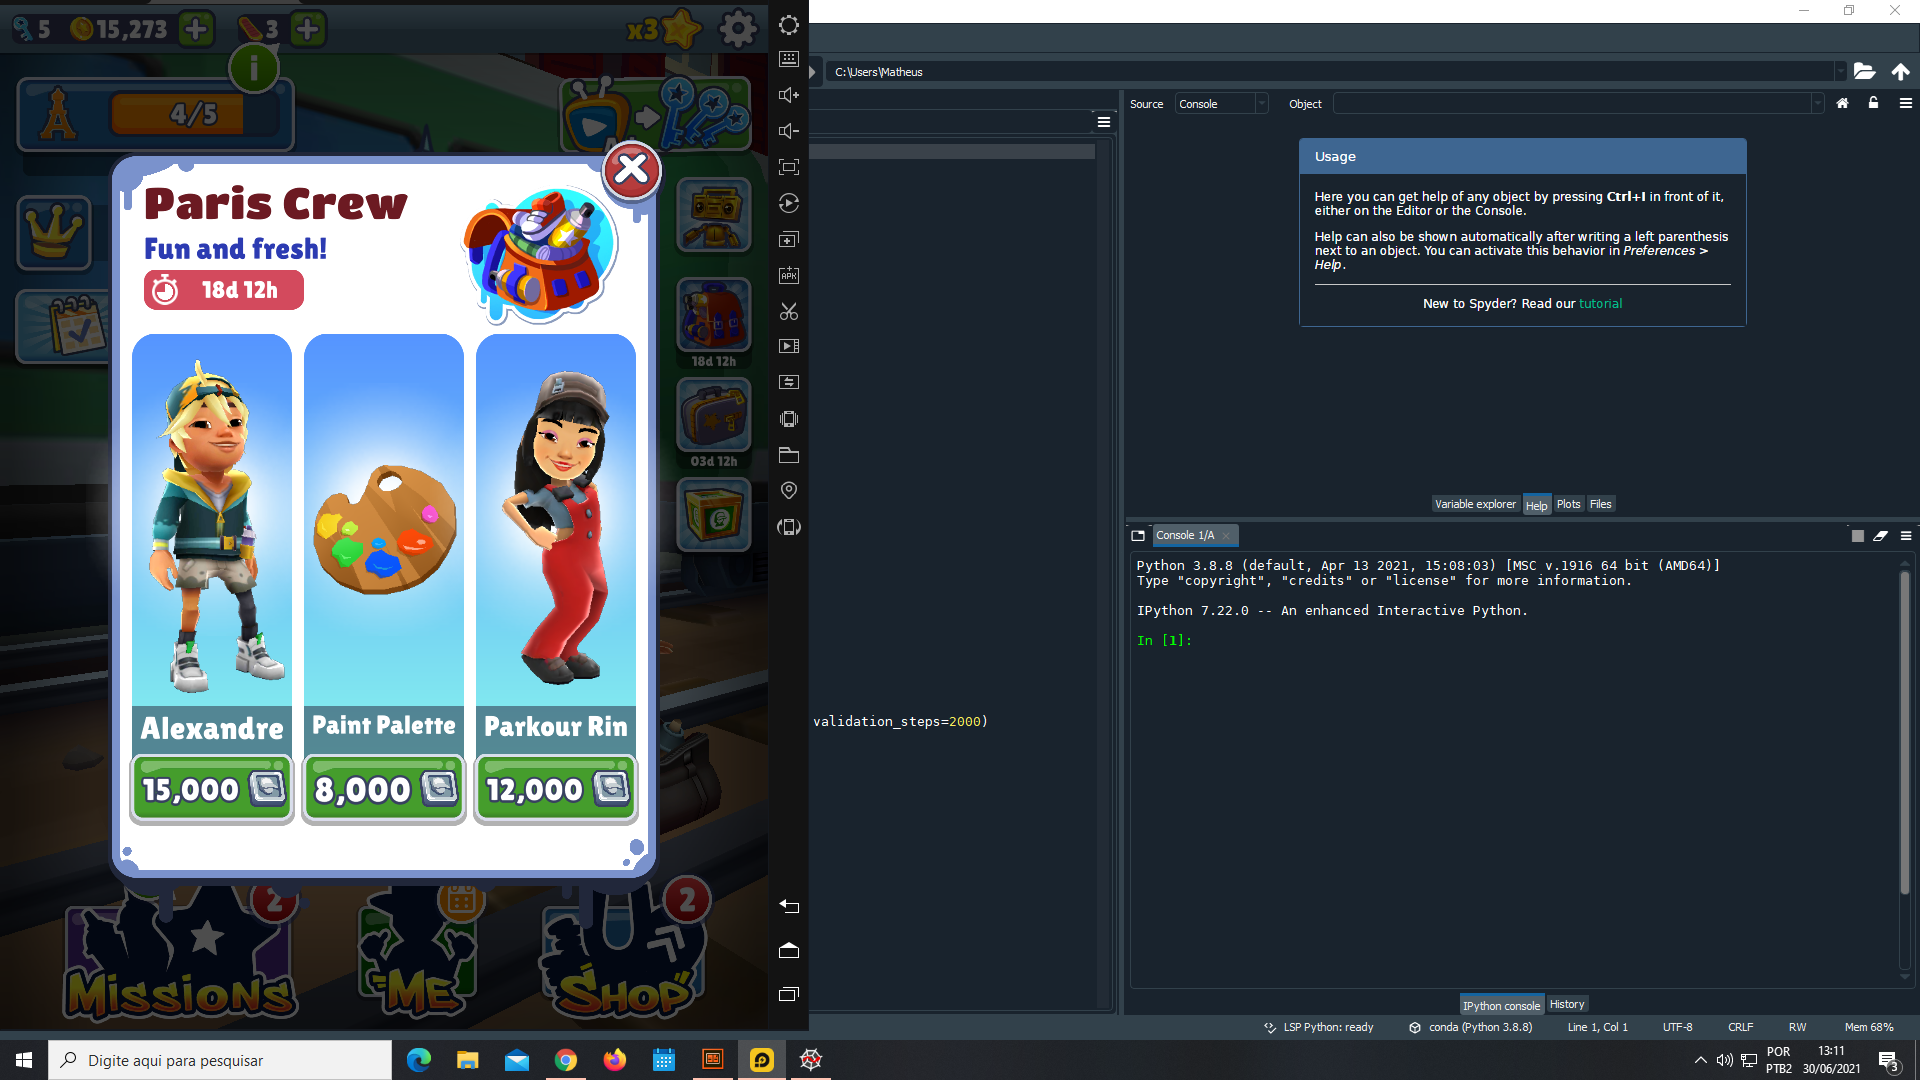 5
15,273
3
x3
4/5
Paris Crew
Fun and fresh!
18d 12h
Alexandre
15,000
Paint Palette
8,000
Parkour Rin
12,000
APK
18d 12h
03d 12h
2
Missions
Me
2
Shop
C:\Users\Matheus
Source
Console
Object
Usage
Here you can get help of any object by pressing Ctrl+I in front of it,
either on the Editor or the Console.
Help can also be shown automatically after writing a left parenthesis
next to an object. You can activate this behavior in Preferences >
Help.
New to Spyder? Read our tutorial
Variable explorer
Help
Plots
Files
validation_steps=2000)
Console 1/A
Python 3.8.8 (default, Apr 13 2021, 15:08:03) [MSC v.1916 64 bit (AMD64)]
Type "copyright", "credits" or "license" for more information.
IPython 7.22.0 -- An enhanced Interactive Python.
In [1]:
IPython console
History
LSP Python: ready
conda (Python 3.8.8)
Line 1, Col 1
UTF-8
CRLF
RW
Mem 68%
Digite aqui para pesquisar
POR
PTB2
13:11
30/06/2021
3